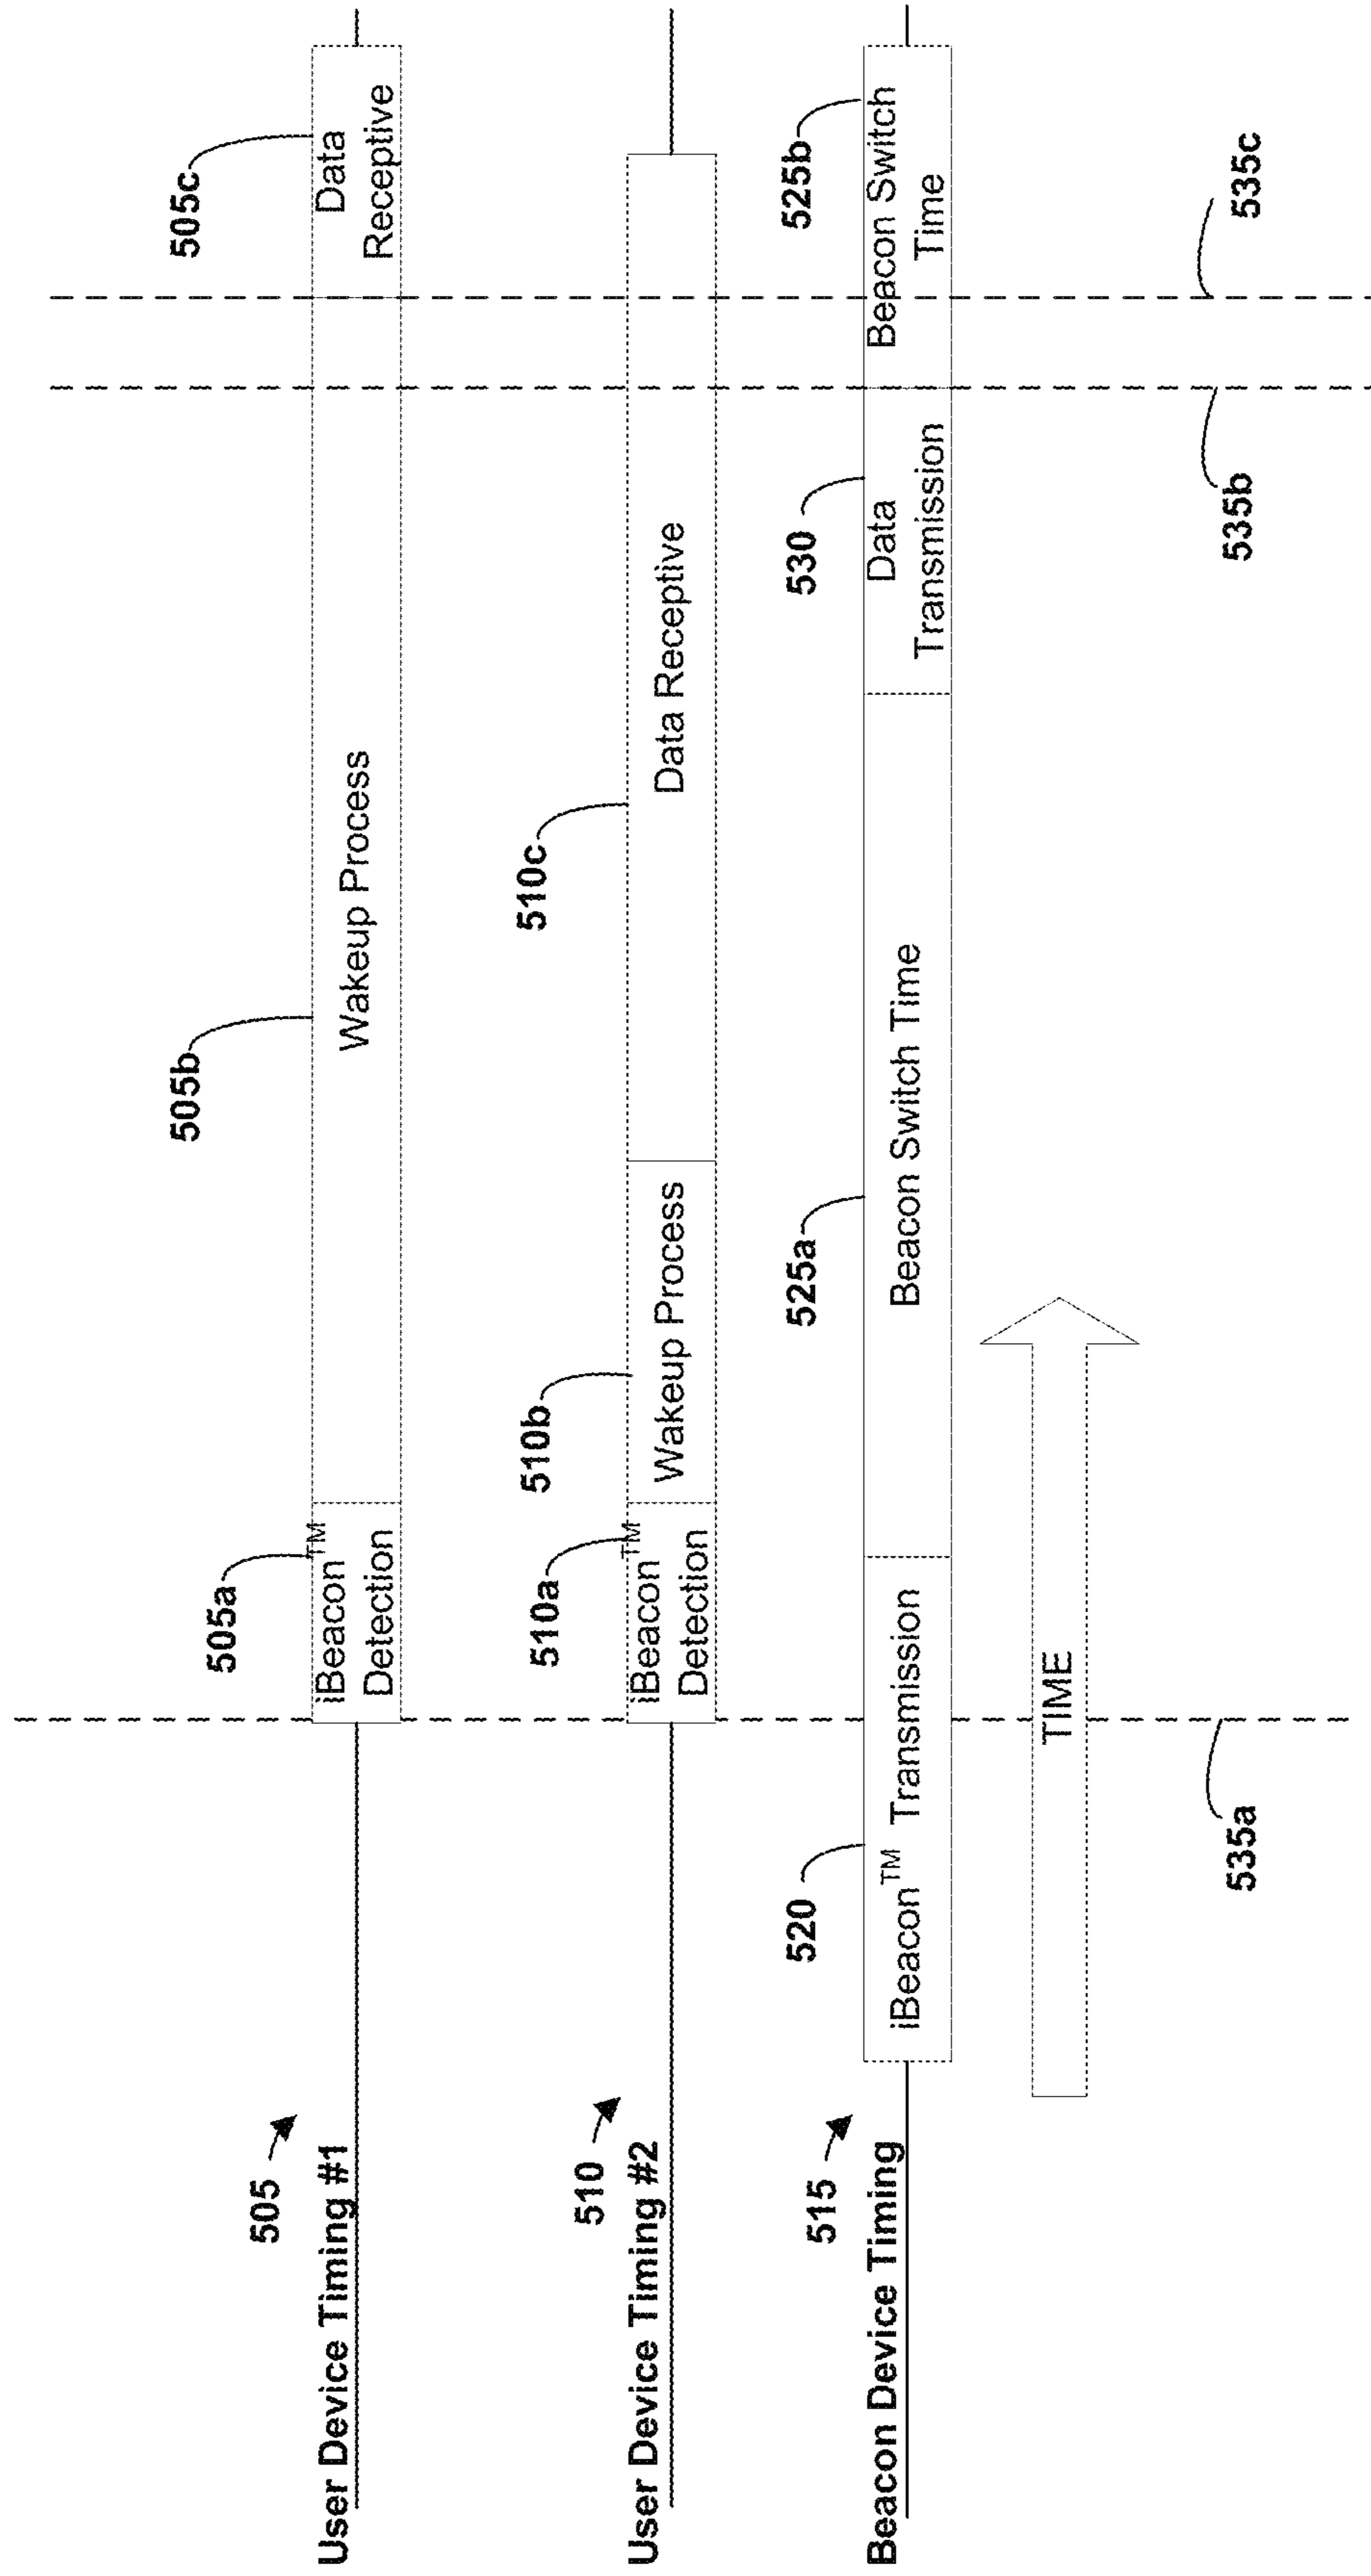 505
505a
505b
505c
User Device Timing #1
iBeacon™
Detection
Wakeup Process
Data
Receptive
510
510a
510b
510c
User Device Timing #2
iBeacon™
Detection
Wakeup Process
Data Receptive
515
520
525a
530
525b
Beacon Device Timing
iBeacon™ Transmission
Beacon Switch Time
Data
Transmission
Beacon Switch
Time
TIME
535a
535b
535c